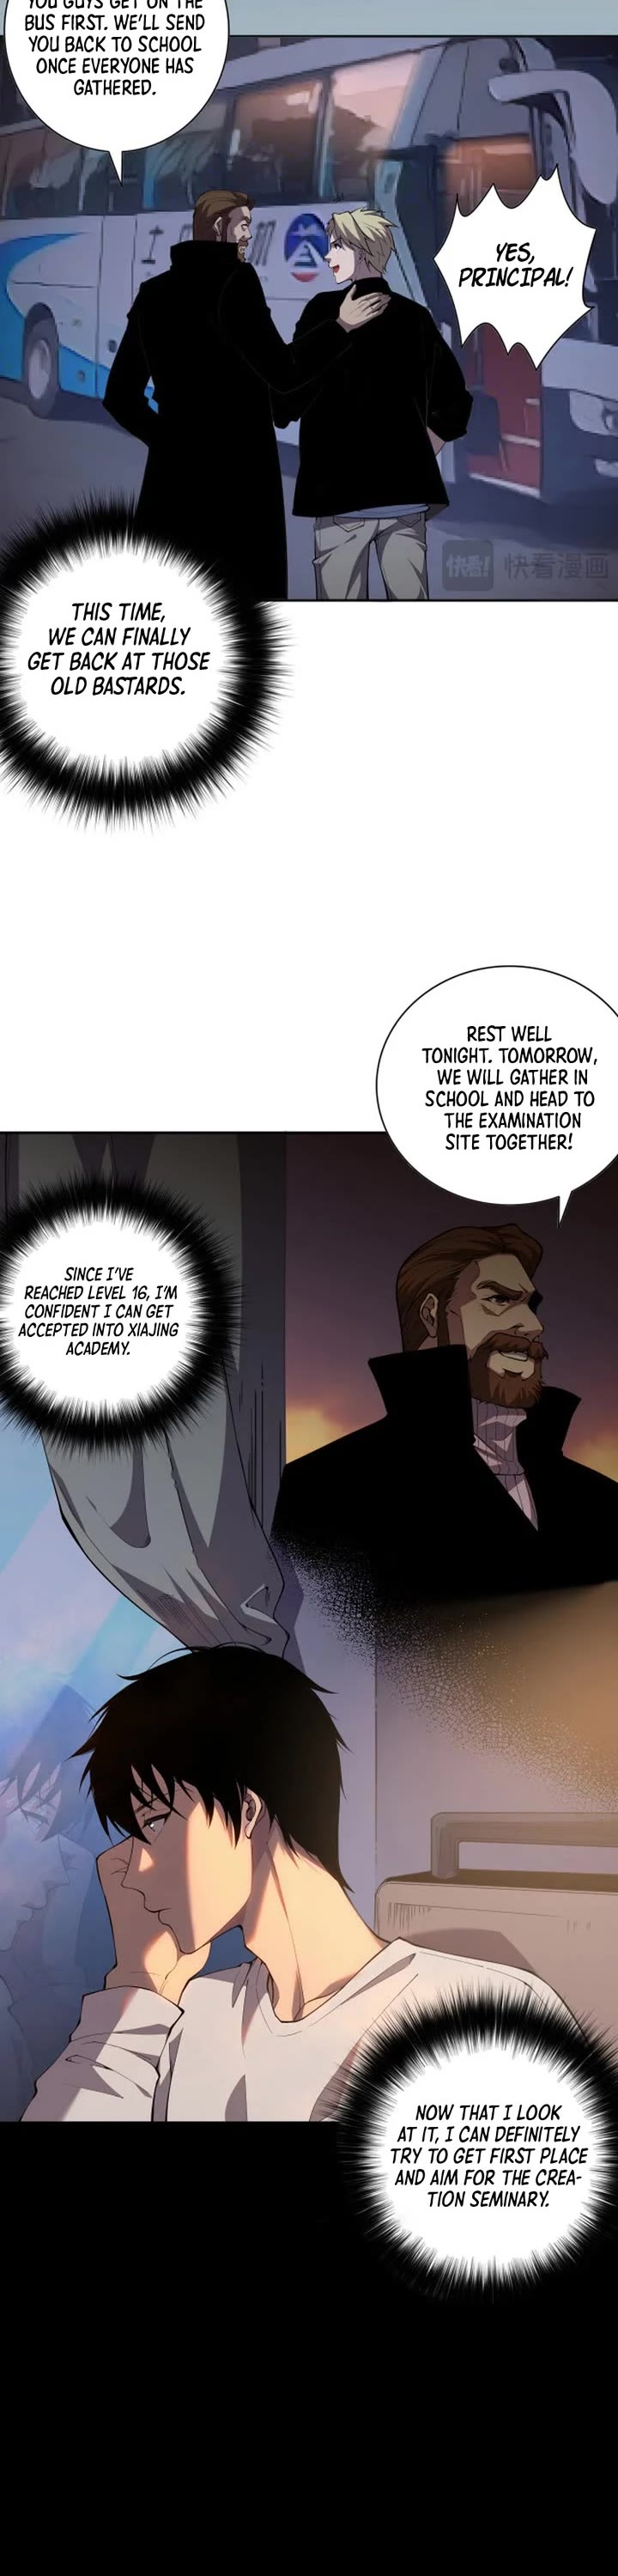 YOU GUYS GET ON THE
BUS FIRST. WE'LL SEND
YOU BACK TO SCHOOL
ONCE EVERYONE HAS
GATHERED.
YES,
PRINCIPAL!
快看!
快看漫画
THIS TIME,
WE CAN FINALLY
GET BACK AT THOSE
OLD BASTARDS.
REST WELL
TONIGHT. TOMORROW,
WE WILL GATHER IN
SCHOOL AND HEAD TO
THE EXAMINATION
SITE TOGETHER!
SINCE I'VE
REACHED LEVEL 16, I'M
CONFIDENT I CAN GET
ACCEPTED INTO XIAJING
ACADEMY.
NOW THAT I LOOK
AT IT, I CAN DEFINITELY
TRY TO GET FIRST PLACE
AND AIM FOR THE CREA-
TION SEMINARY.